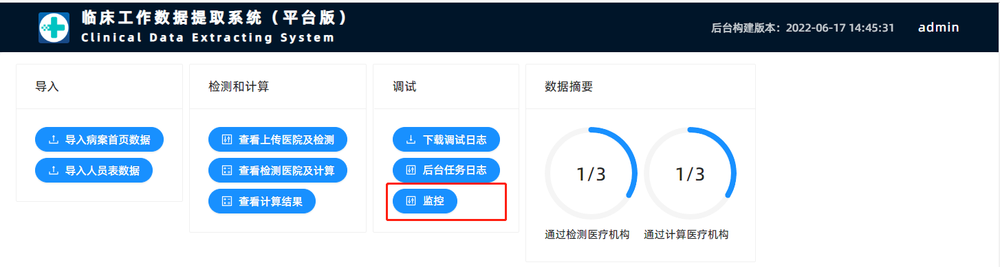 临床工作数据提取系统（平台版）
Clinical Data Extracting System
后台构建版本：2022-06-17 14:45:31
admin
导入
导入病案首页数据
导入人员表数据
检测和计算
查看上传医院及检测
查看检测医院及计算
查看计算结果
调试
下载调试日志
后台任务日志
监控
数据摘要
1/3
通过检测医疗机构
1/3
通过计算医疗机构